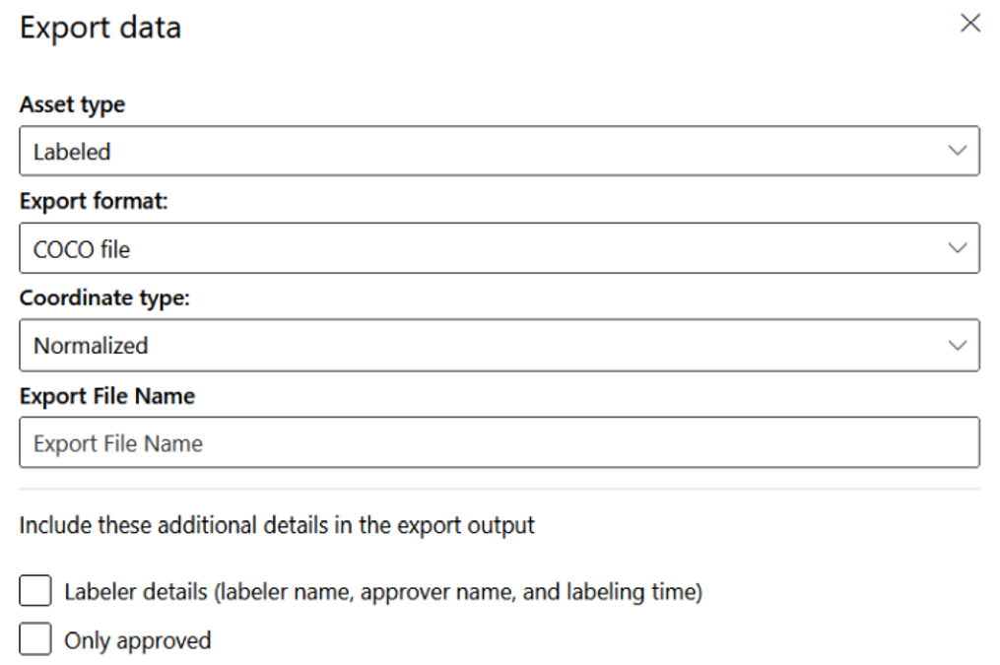 Export data
Asset type
Labeled
Export format:
COCO file
Coordinate type:
Normalized
Export File Name
Export File Name
Include these additional details in the export output
Labeler details (labeler name, approver name, and labeling time)
Only approved